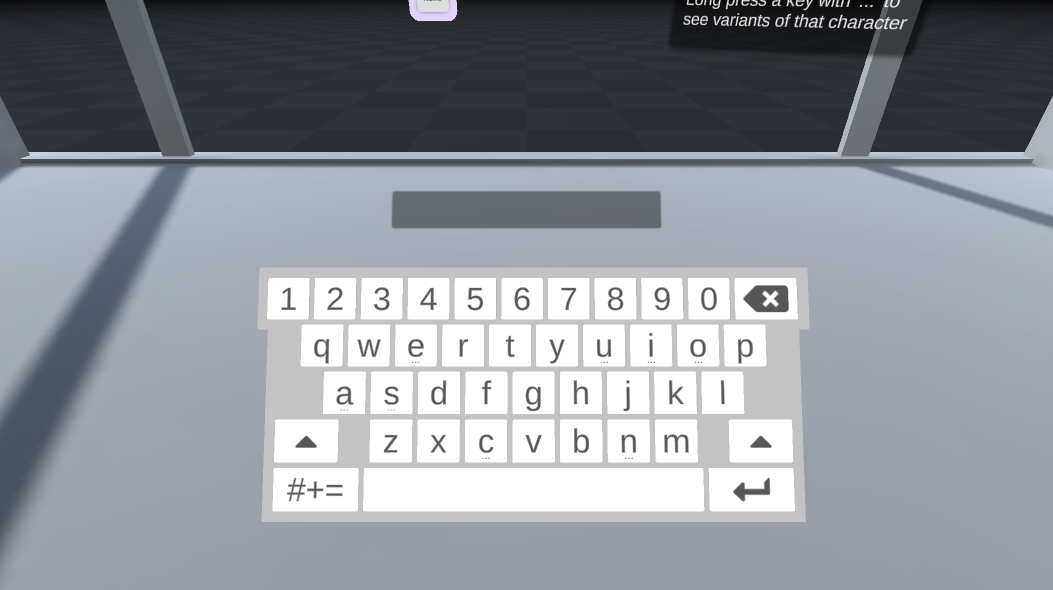 Long press a key with "..." to
see variants of that character
1 2 3 4 5 6 7 8 9 0
q w e r t y u i o p
a s d f g h j k l
z x c v b n m
#+=